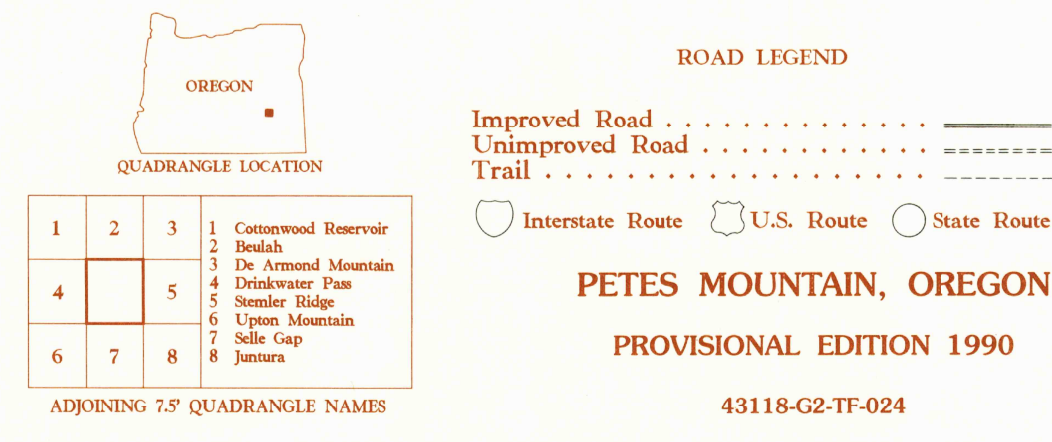 OREGON
QUADRANGLE LOCATION
1 2 3
4 5
6 7 8
1 Cottonwood Reservoir
2 Beulah
3 De Armond Mountain
4 Drinkwater Pass
5 Stemler Ridge
6 Upton Mountain
7 Selle Gap
8 Juntura
ADJOINING 7.5' QUADRANGLE NAMES
ROAD LEGEND
Improved Road . . . . . . . . . . . . . .
Unimproved Road . . . . . . . . . . . .
Trail . . . . . . . . . . . . . . . . . . .
Interstate Route U.S. Route State Route
PETES MOUNTAIN, OREGON
PROVISIONAL EDITION 1990
43118-G2-TF-024